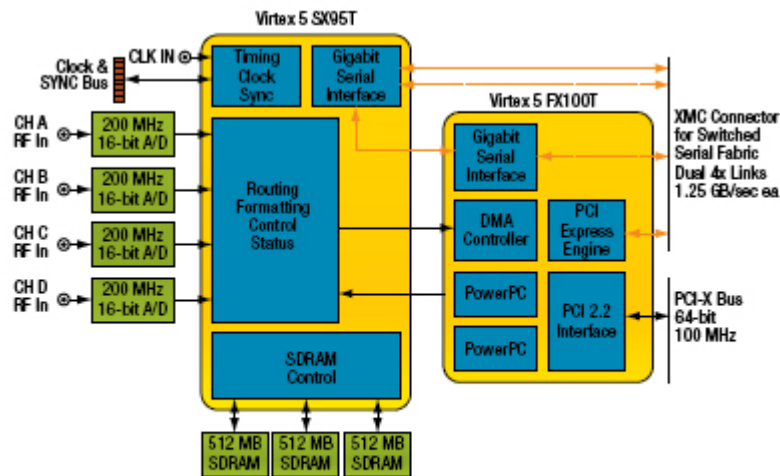 Virtex 5 SX95T
CLK IN
Clock &
SYNC Bus
Timing
Clock
Sync
Gigabit
Serial
Interface
CH A
RF In
200 MHz
16-bit A/D
CH B
RF In
200 MHz
16-bit A/D
CH C
RF In
200 MHz
16-bit A/D
CH D
RF In
200 MHz
16-bit A/D
Routing
Formatting
Control
Status
SDRAM
Control
512 MB
SDRAM
512 MB
SDRAM
512 MB
SDRAM
Virtex 5 FX100T
Gigabit
Serial
Interface
DMA
Controller
PCI
Express
Engine
PowerPC
PowerPC
PCI 2.2
Interface
XMC Connector
for Switched
Serial Fabric
Dual 4x Links
1.25 GB/sec ea
PCI-X Bus
64-bit
100 MHz